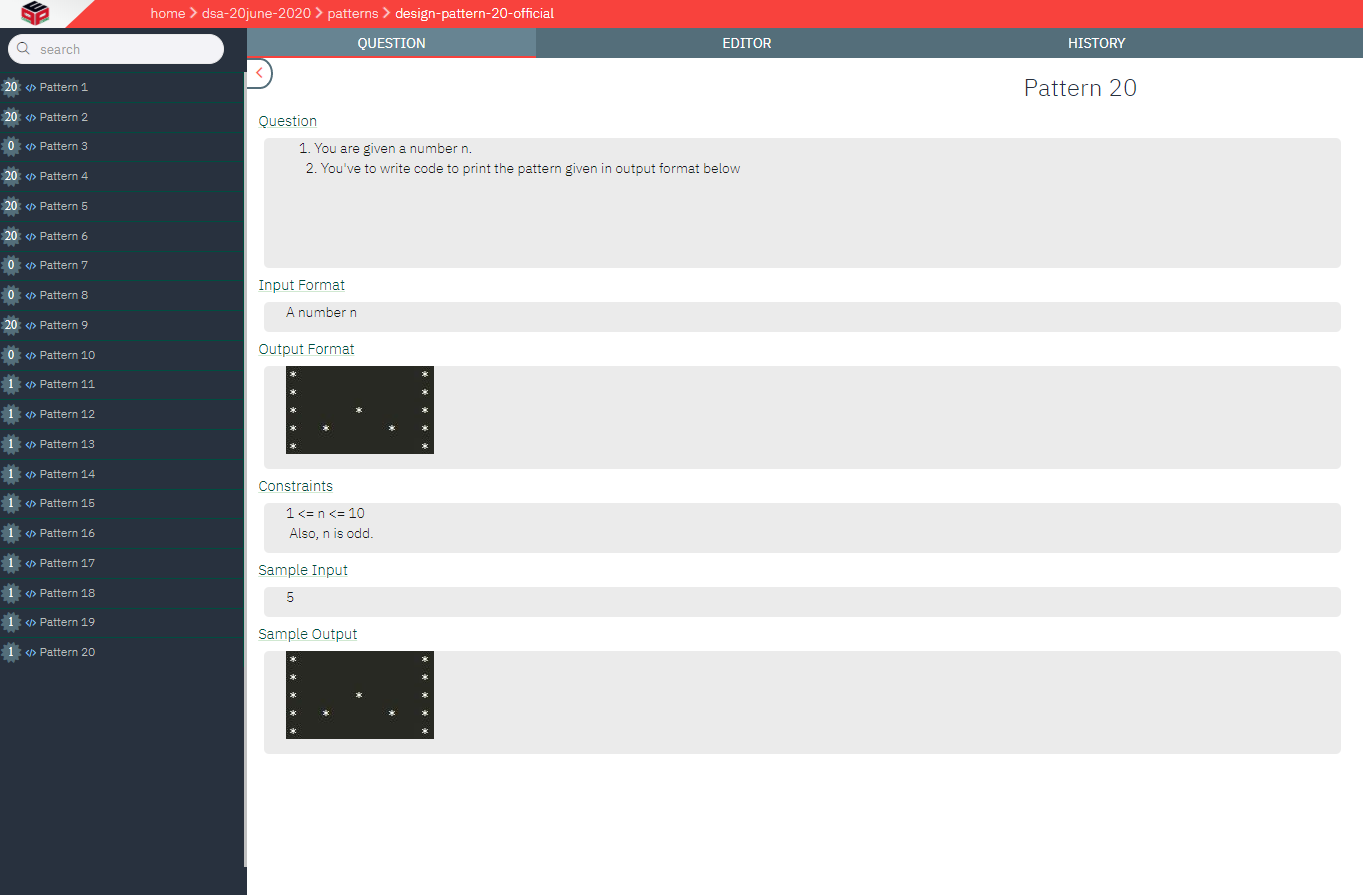 home > dsa-20june-2020 > patterns > design-pattern-20-official
search
QUESTION EDITOR HISTORY
20 </> Pattern 1
20 </> Pattern 2
0 </> Pattern 3
20 </> Pattern 4
20 </> Pattern 5
20 </> Pattern 6
0 </> Pattern 7
0 </> Pattern 8
20 </> Pattern 9
0 </> Pattern 10
1 </> Pattern 11
1 </> Pattern 12
1 </> Pattern 13
1 </> Pattern 14
1 </> Pattern 15
1 </> Pattern 16
1 </> Pattern 17
1 </> Pattern 18
1 </> Pattern 19
1 </> Pattern 20
Pattern 20
Question
1. You are given a number n.
2. You've to write code to print the pattern given in output format below
Input Format
A number n
Output Format
*               *
*               *
*       *       *
*   *       *   *
*               *
Constraints
1 <= n <= 10
Also, n is odd.
Sample Input
5
Sample Output
*               *
*               *
*       *       *
*   *       *   *
*               *